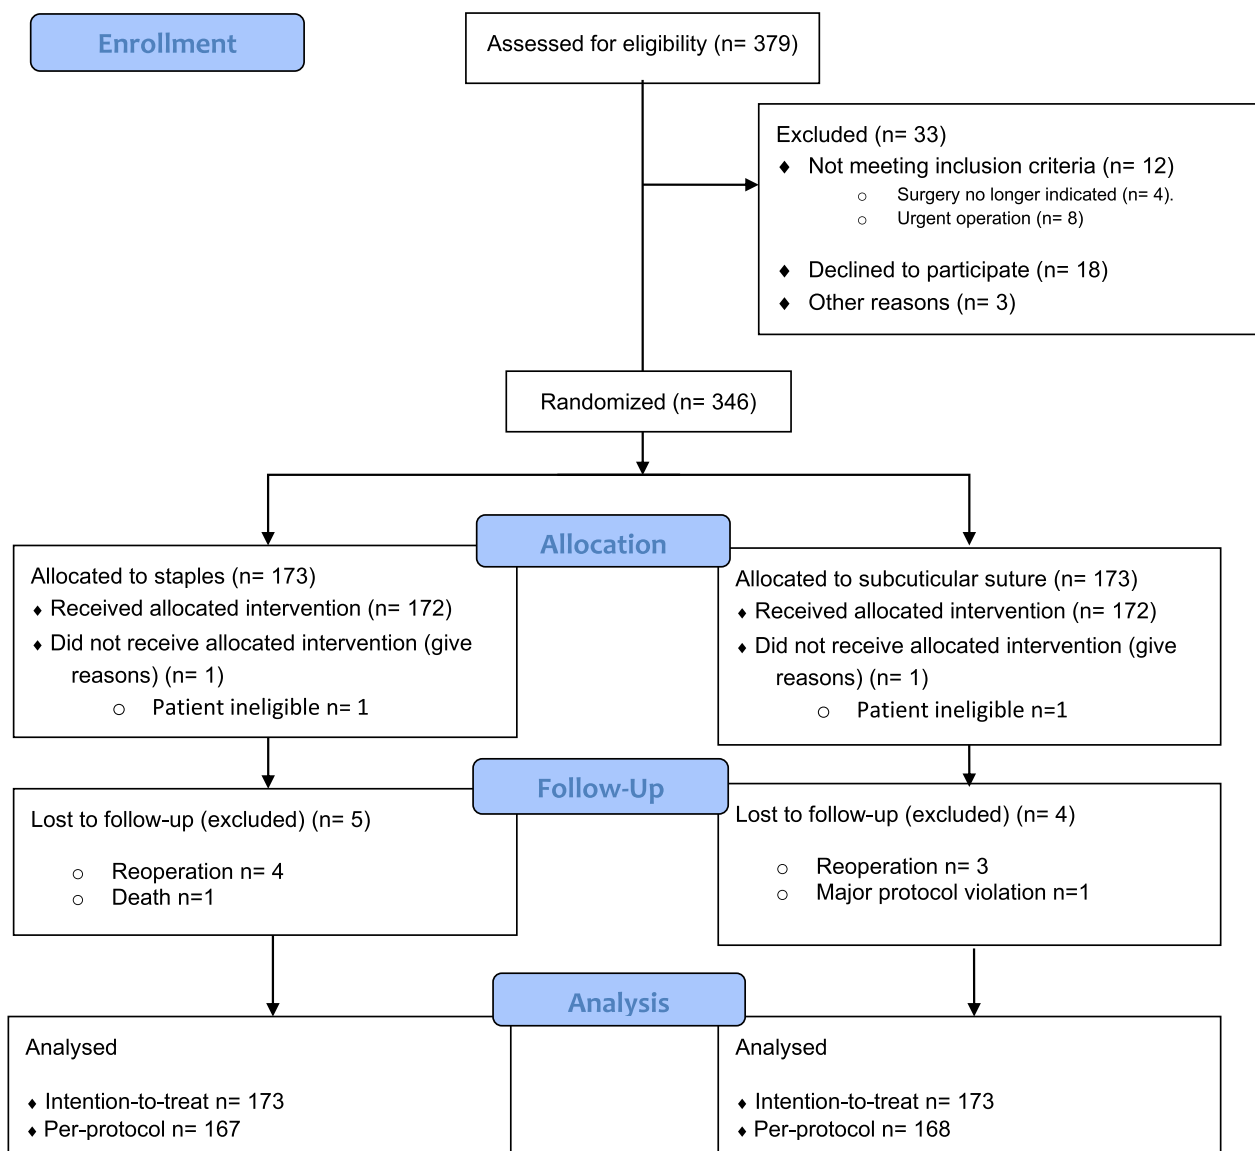 Enrollment
Assessed for eligibility (n= 379)
Excluded (n= 33)
♦ Not meeting inclusion criteria (n= 12)
○ Surgery no longer indicated (n= 4).
○ Urgent operation (n= 8)
♦ Declined to participate (n= 18)
♦ Other reasons (n= 3)
Randomized (n= 346)
Allocation
Allocated to staples (n= 173)
♦ Received allocated intervention (n= 172)
♦ Did not receive allocated intervention (give
reasons) (n= 1)
○ Patient ineligible n= 1
Allocated to subcuticular suture (n= 173)
♦ Received allocated intervention (n= 172)
♦ Did not receive allocated intervention (give
reasons) (n= 1)
○ Patient ineligible n=1
Follow-Up
Lost to follow-up (excluded) (n= 5)
○ Reoperation n= 4
○ Death n=1
Lost to follow-up (excluded) (n= 4)
○ Reoperation n= 3
○ Major protocol violation n=1
Analysis
Analysed
♦ Intention-to-treat n= 173
♦ Per-protocol n= 167
Analysed
♦ Intention-to-treat n= 173
♦ Per-protocol n= 168